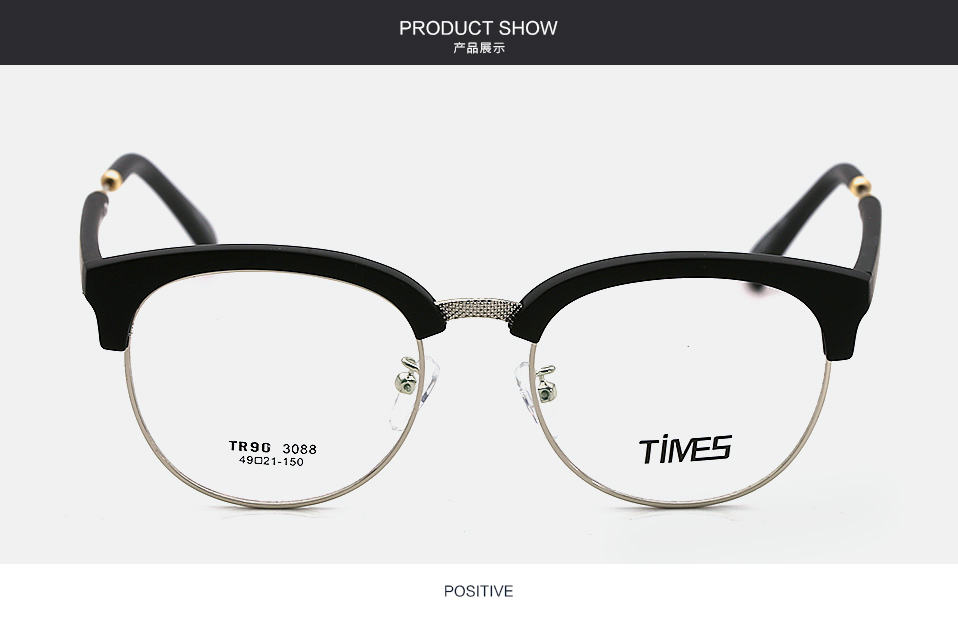 PRODUCT SHOW
产品展示
TR90 3088
49□21-150
TiMES
POSITIVE